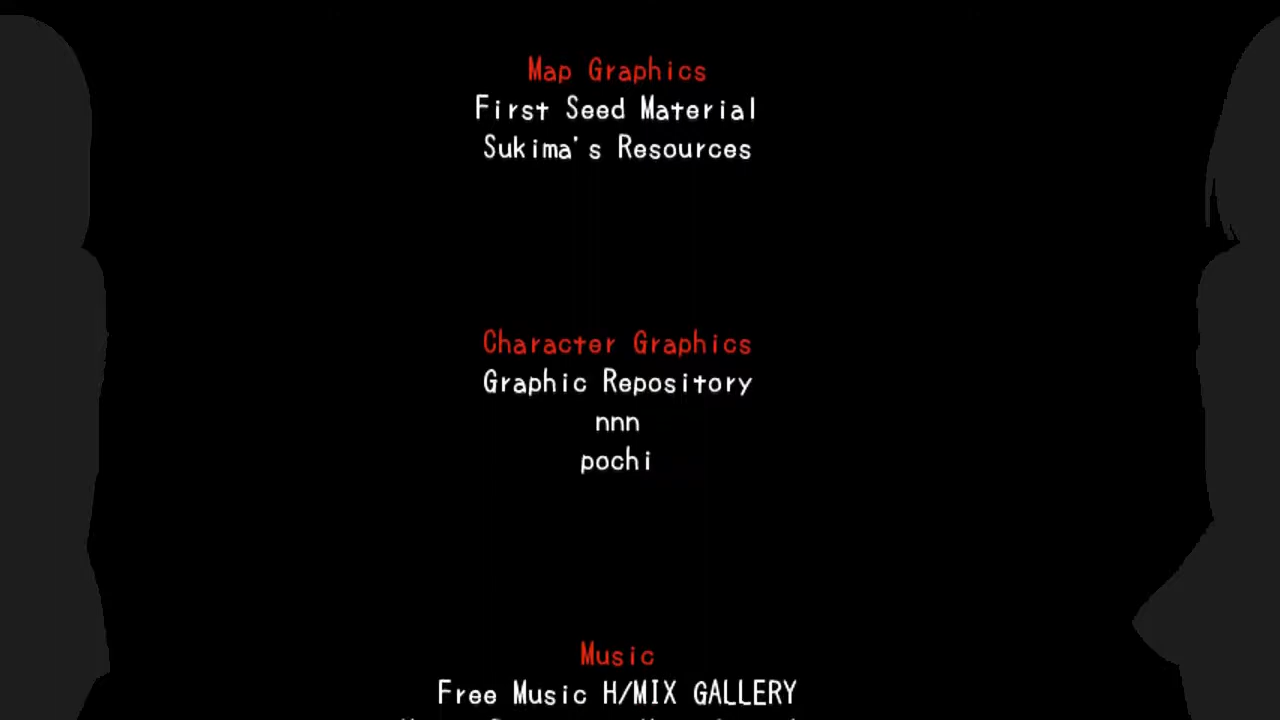 Map Graphics
First Seed Material
Sukima's Resources
Character Graphics
Graphic Repository
nnn
pochi
Music
Free Music H/MIX GALLERY